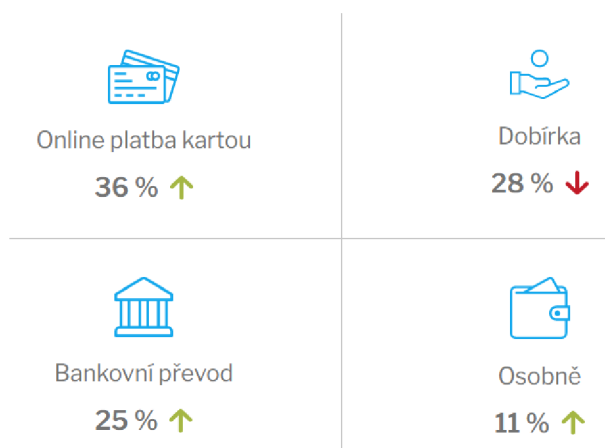 Online platba kartou
36 % ↑
Dobírka
28 % ↓
Bankovní převod
25 % ↑
Osobně
11 % ↑